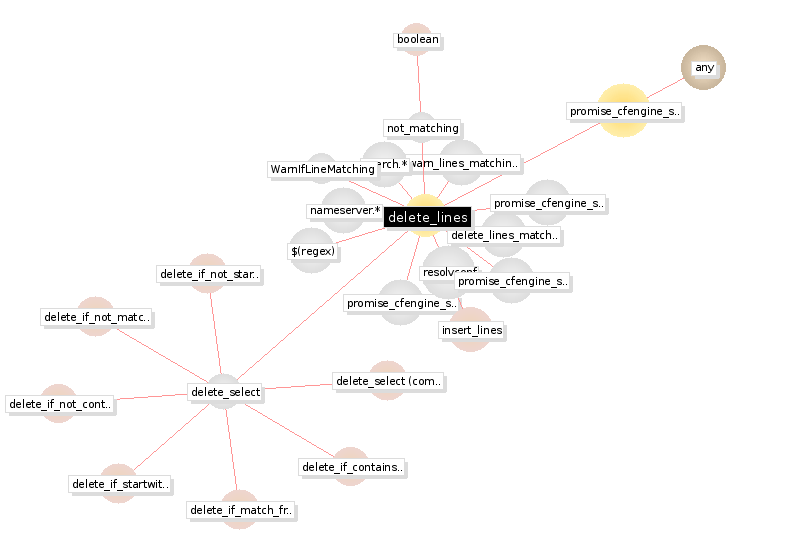 boolean
any
promise_cfengine_s..
not_matching
erch.*
warn_lines_matchin..
WarnIfLineMatching
promise_cfengine_s..
nameserver.*
delete_lines
delete_lines_match..
$(regex)
delete_if_not_star..
resolvconf
promise_cfengine_s..
promise_cfengine_s..
delete_if_not_matc..
insert_lines
delete_select (com..
delete_select
delete_if_not_cont..
delete_if_contains..
delete_if_startwit..
delete_if_match_fr..